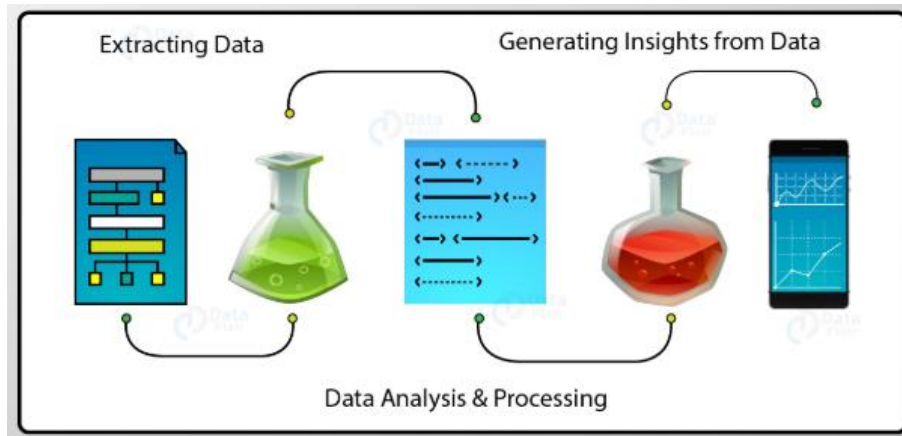 Extracting Data
Generating Insights from Data
Data Analysis & Processing